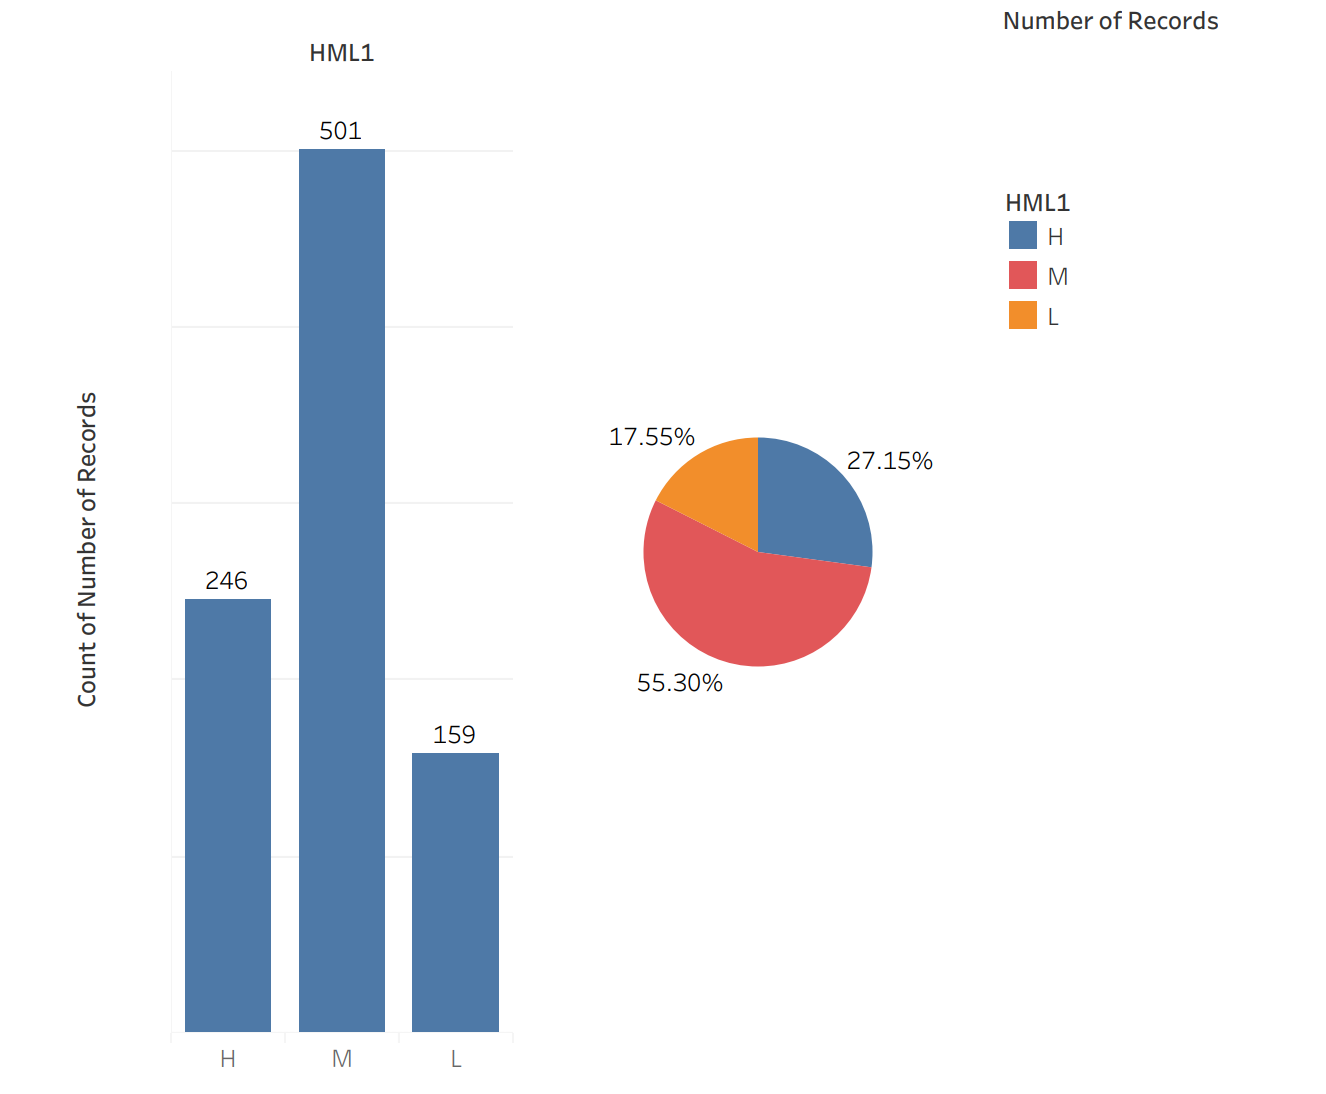 Number of Records
HML1
501
246
159
Count of Number of Records
H
M
L
17.55%
27.15%
55.30%
HML1
H
M
L